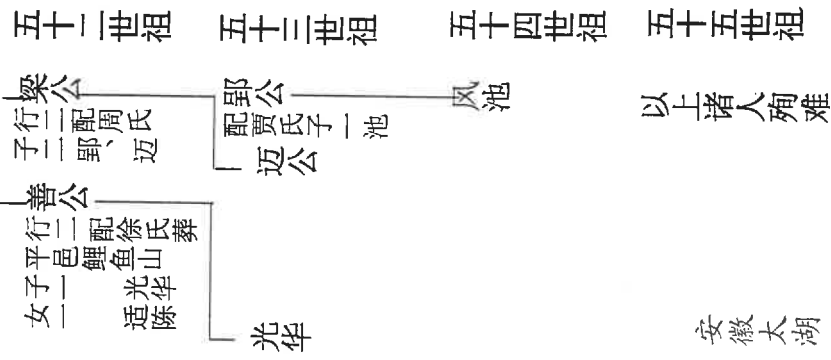 五十二世祖
五十三世祖
五十四世祖
五十五世祖
梁公
行二配周氏
子二郢、迈
郢公
配贾氏子一池
迈公
风池
以上诸人殉难
善公
行二配徐氏葬
平邑鲤鱼山
子一 光华
女一 适陈
光华
安徽太湖